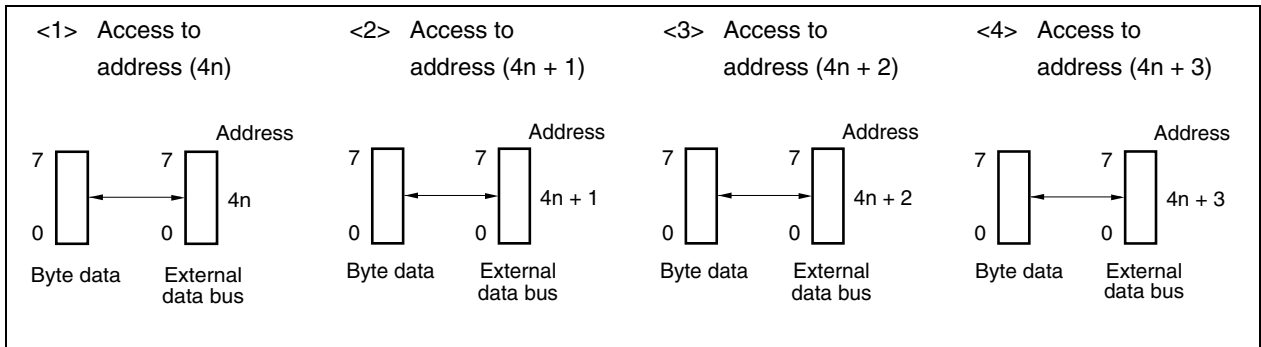 <1> Access to
address (4n)
Address
7
7
4n
0
0
Byte data
External
data bus
<2> Access to
address (4n + 1)
Address
7
7
4n + 1
0
0
Byte data
External
data bus
<3> Access to
address (4n + 2)
Address
7
7
4n + 2
0
0
Byte data
External
data bus
<4> Access to
address (4n + 3)
Address
7
7
4n + 3
0
0
Byte data
External
data bus